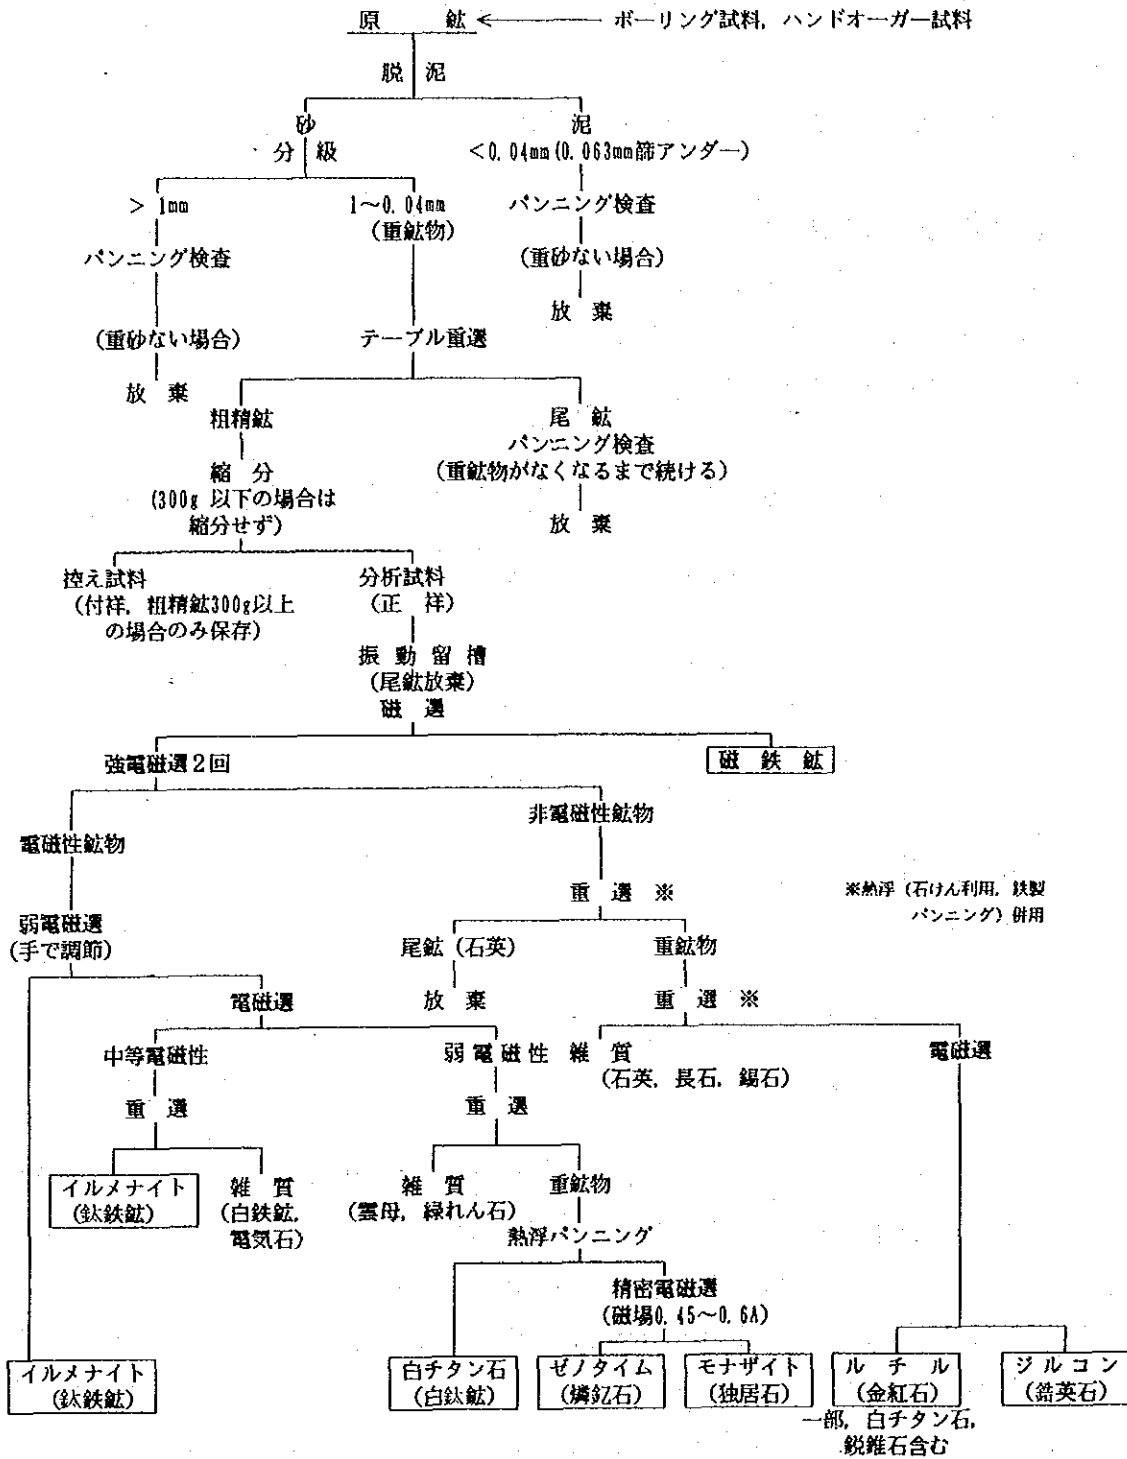 原 鉱 ← ボーリング試料, ハンドオーガー試料
脱 泥
砂
泥
分 級
<0.04mm(0.063mm篩アンダー)
> 1mm
1～0.04mm
(重鉱物)
パンニング検査
パンニング検査
(重砂ない場合)
放 棄
(重砂ない場合)
テーブル重選
放 棄
粗精鉱
尾 鉱
パンニング検査
(重鉱物がなくなるまで続ける)
縮 分
(300g 以下の場合は
縮分せず)
放 棄
控え試料
(付祥, 粗精鉱300g以上
の場合のみ保存)
分析試料
(正 祥)
振 動 留 槽
(尾鉱放棄)
磁 選
強電磁選2回
磁 鉄 鉱
非電磁性鉱物
電磁性鉱物
重 選 ※
※熱浮 (石けん利用, 鉄製
パンニング) 併用
弱電磁選
(手で調節)
尾鉱 (石英)
重鉱物
電磁選
放 棄
重 選 ※
中等電磁性
弱 電 磁 性
雑 質
(石英, 長石, 錫石)
電磁選
重 選
重 選
イルメナイト
(鈦鉄鉱)
雑 質
(白鉄鉱,
電気石)
雑 質
(雲母, 緑れん石)
重鉱物
熱浮パンニング
精密電磁選
(磁場0.45～0.6A)
イルメナイト
(鈦鉄鉱)
白チタン石
(白鈦鉱)
ゼノタイム
(燐釔石)
モナザイト
(独居石)
ル チ ル
(金紅石)
一部, 白チタン石,
鋭錐石含む
ジルコン
(鋯英石)